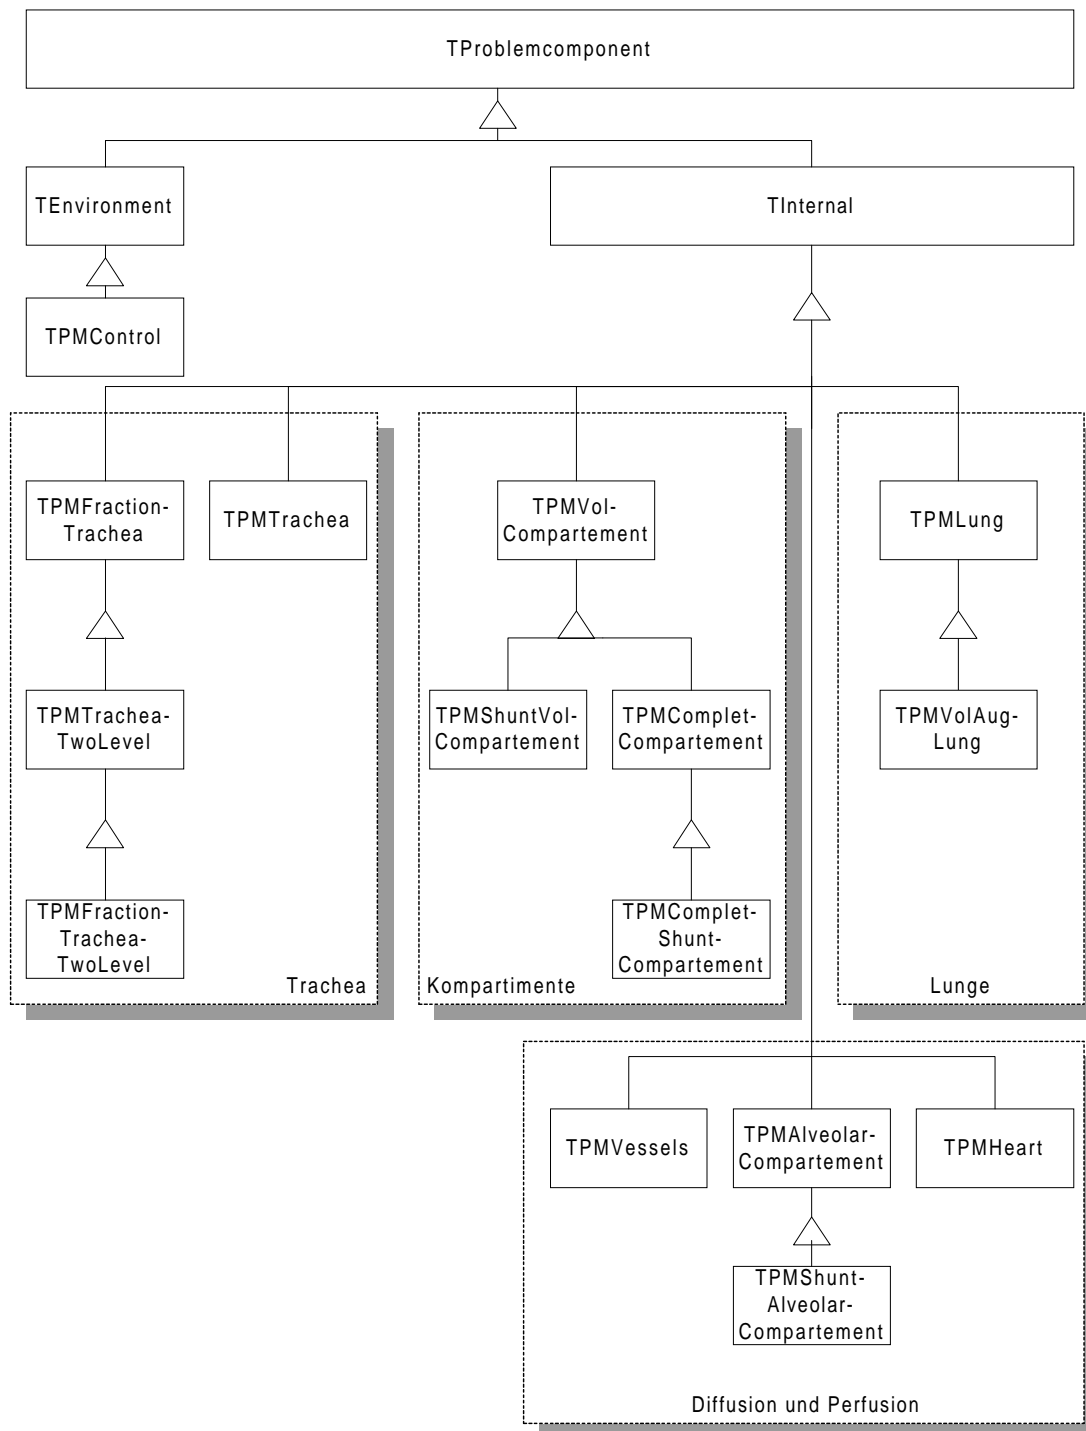 TProblemcomponent
TEnvironment
TInternal
TPMControl
TPMFraction-
Trachea
TPMTrachea
TPMVol-
Compartement
TPMLung
TPMTrachea-
TwoLevel
TPMShuntVol-
Compartement
TPMComplet-
Compartement
TPMVolAug-
Lung
TPMFraction-
Trachea-
TwoLevel
TPMComplet-
Shunt-
Compartement
Trachea
Kompartimente
Lunge
TPMVessels
TPMAlveolar-
Compartement
TPMHeart
TPMShunt-
Alveolar-
Compartement
Diffusion und Perfusion